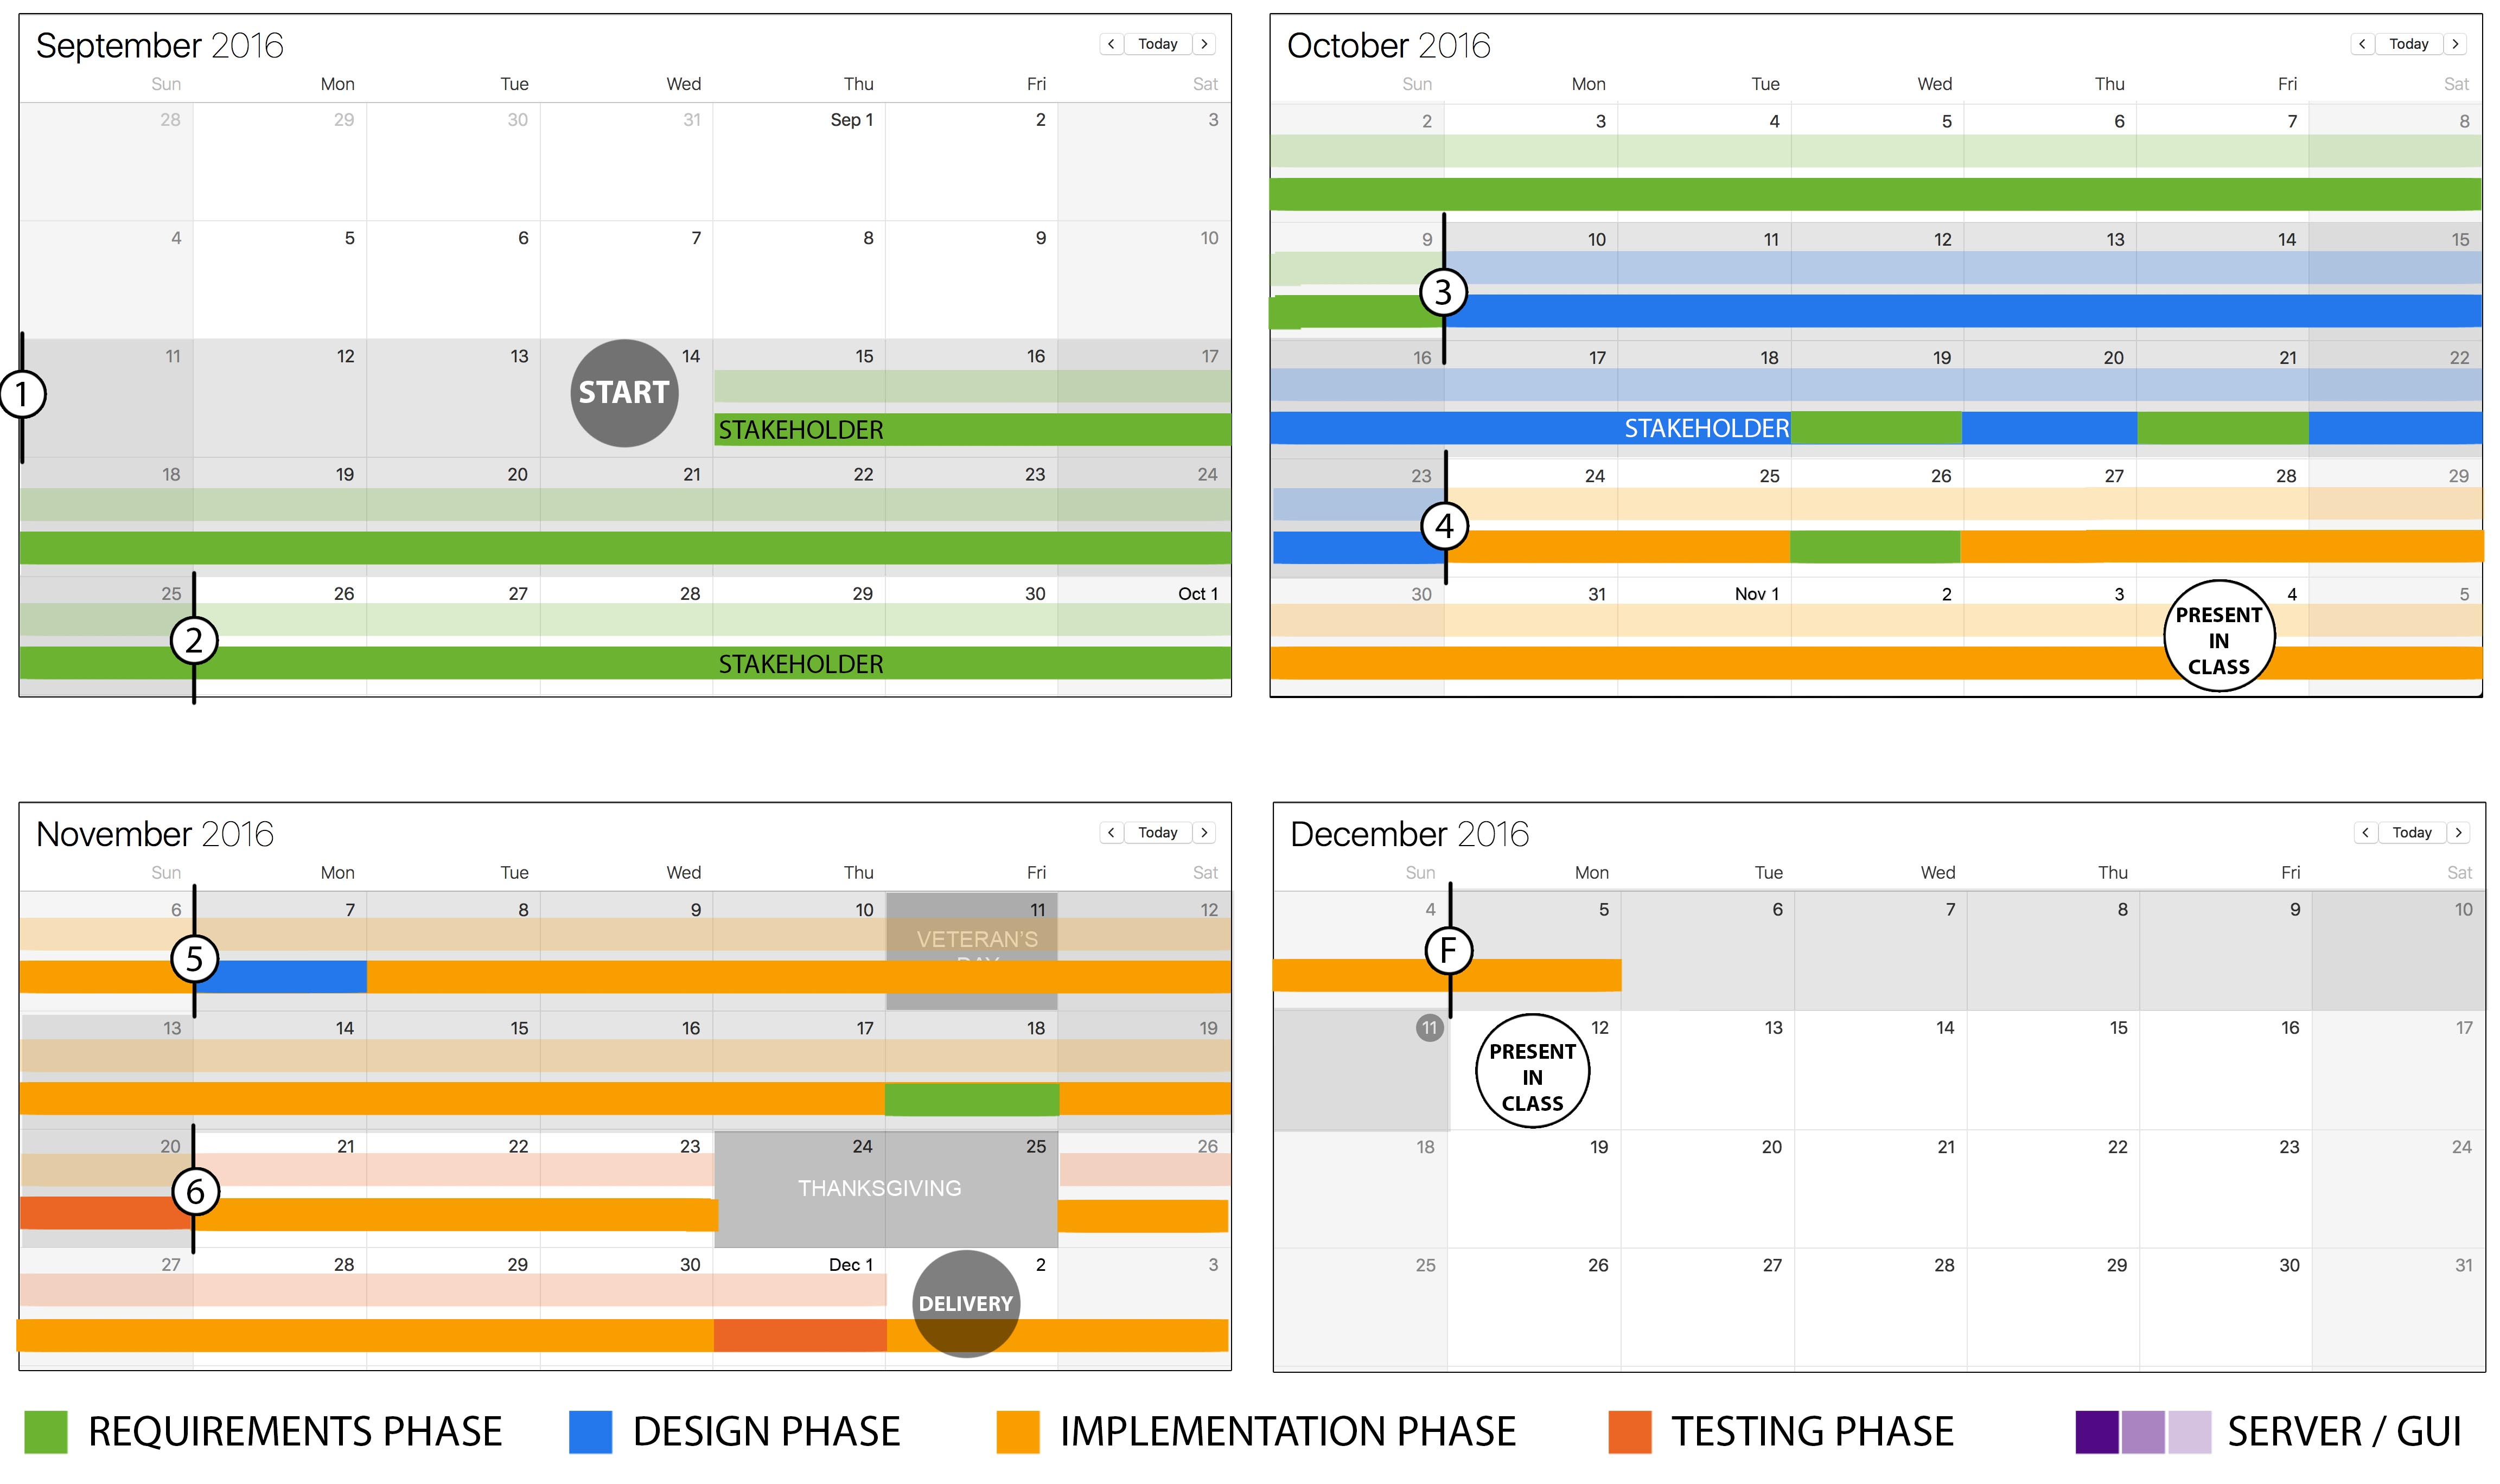 September 2016
< Today >
Sun Mon Tue Wed Thu Fri Sat
28 29 30 31 Sep 1 2 3
4 5 6 7 8 9 10
11 12 13 14 15 16 17
1
START
STAKEHOLDER
18 19 20 21 22 23 24
25 26 27 28 29 30 Oct 1
2
STAKEHOLDER
October 2016
< Today >
Sun Mon Tue Wed Thu Fri Sat
2 3 4 5 6 7 8
9 10 11 12 13 14 15
3
16 17 18 19 20 21 22
STAKEHOLDER
23 24 25 26 27 28 29
4
30 31 Nov 1 2 3 4 5
PRESENT
IN
CLASS
November 2016
< Today >
Sun Mon Tue Wed Thu Fri Sat
6 7 8 9 10 11 12
VETERAN'S
DAY
5
13 14 15 16 17 18 19
20 21 22 23 24 25 26
6
THANKSGIVING
27 28 29 30 Dec 1 2 3
DELIVERY
December 2016
< Today >
Sun Mon Tue Wed Thu Fri Sat
4 5 6 7 8 9 10
F
11 12 13 14 15 16 17
PRESENT
IN
CLASS
18 19 20 21 22 23 24
25 26 27 28 29 30 31
REQUIREMENTS PHASE DESIGN PHASE IMPLEMENTATION PHASE TESTING PHASE SERVER / GUI